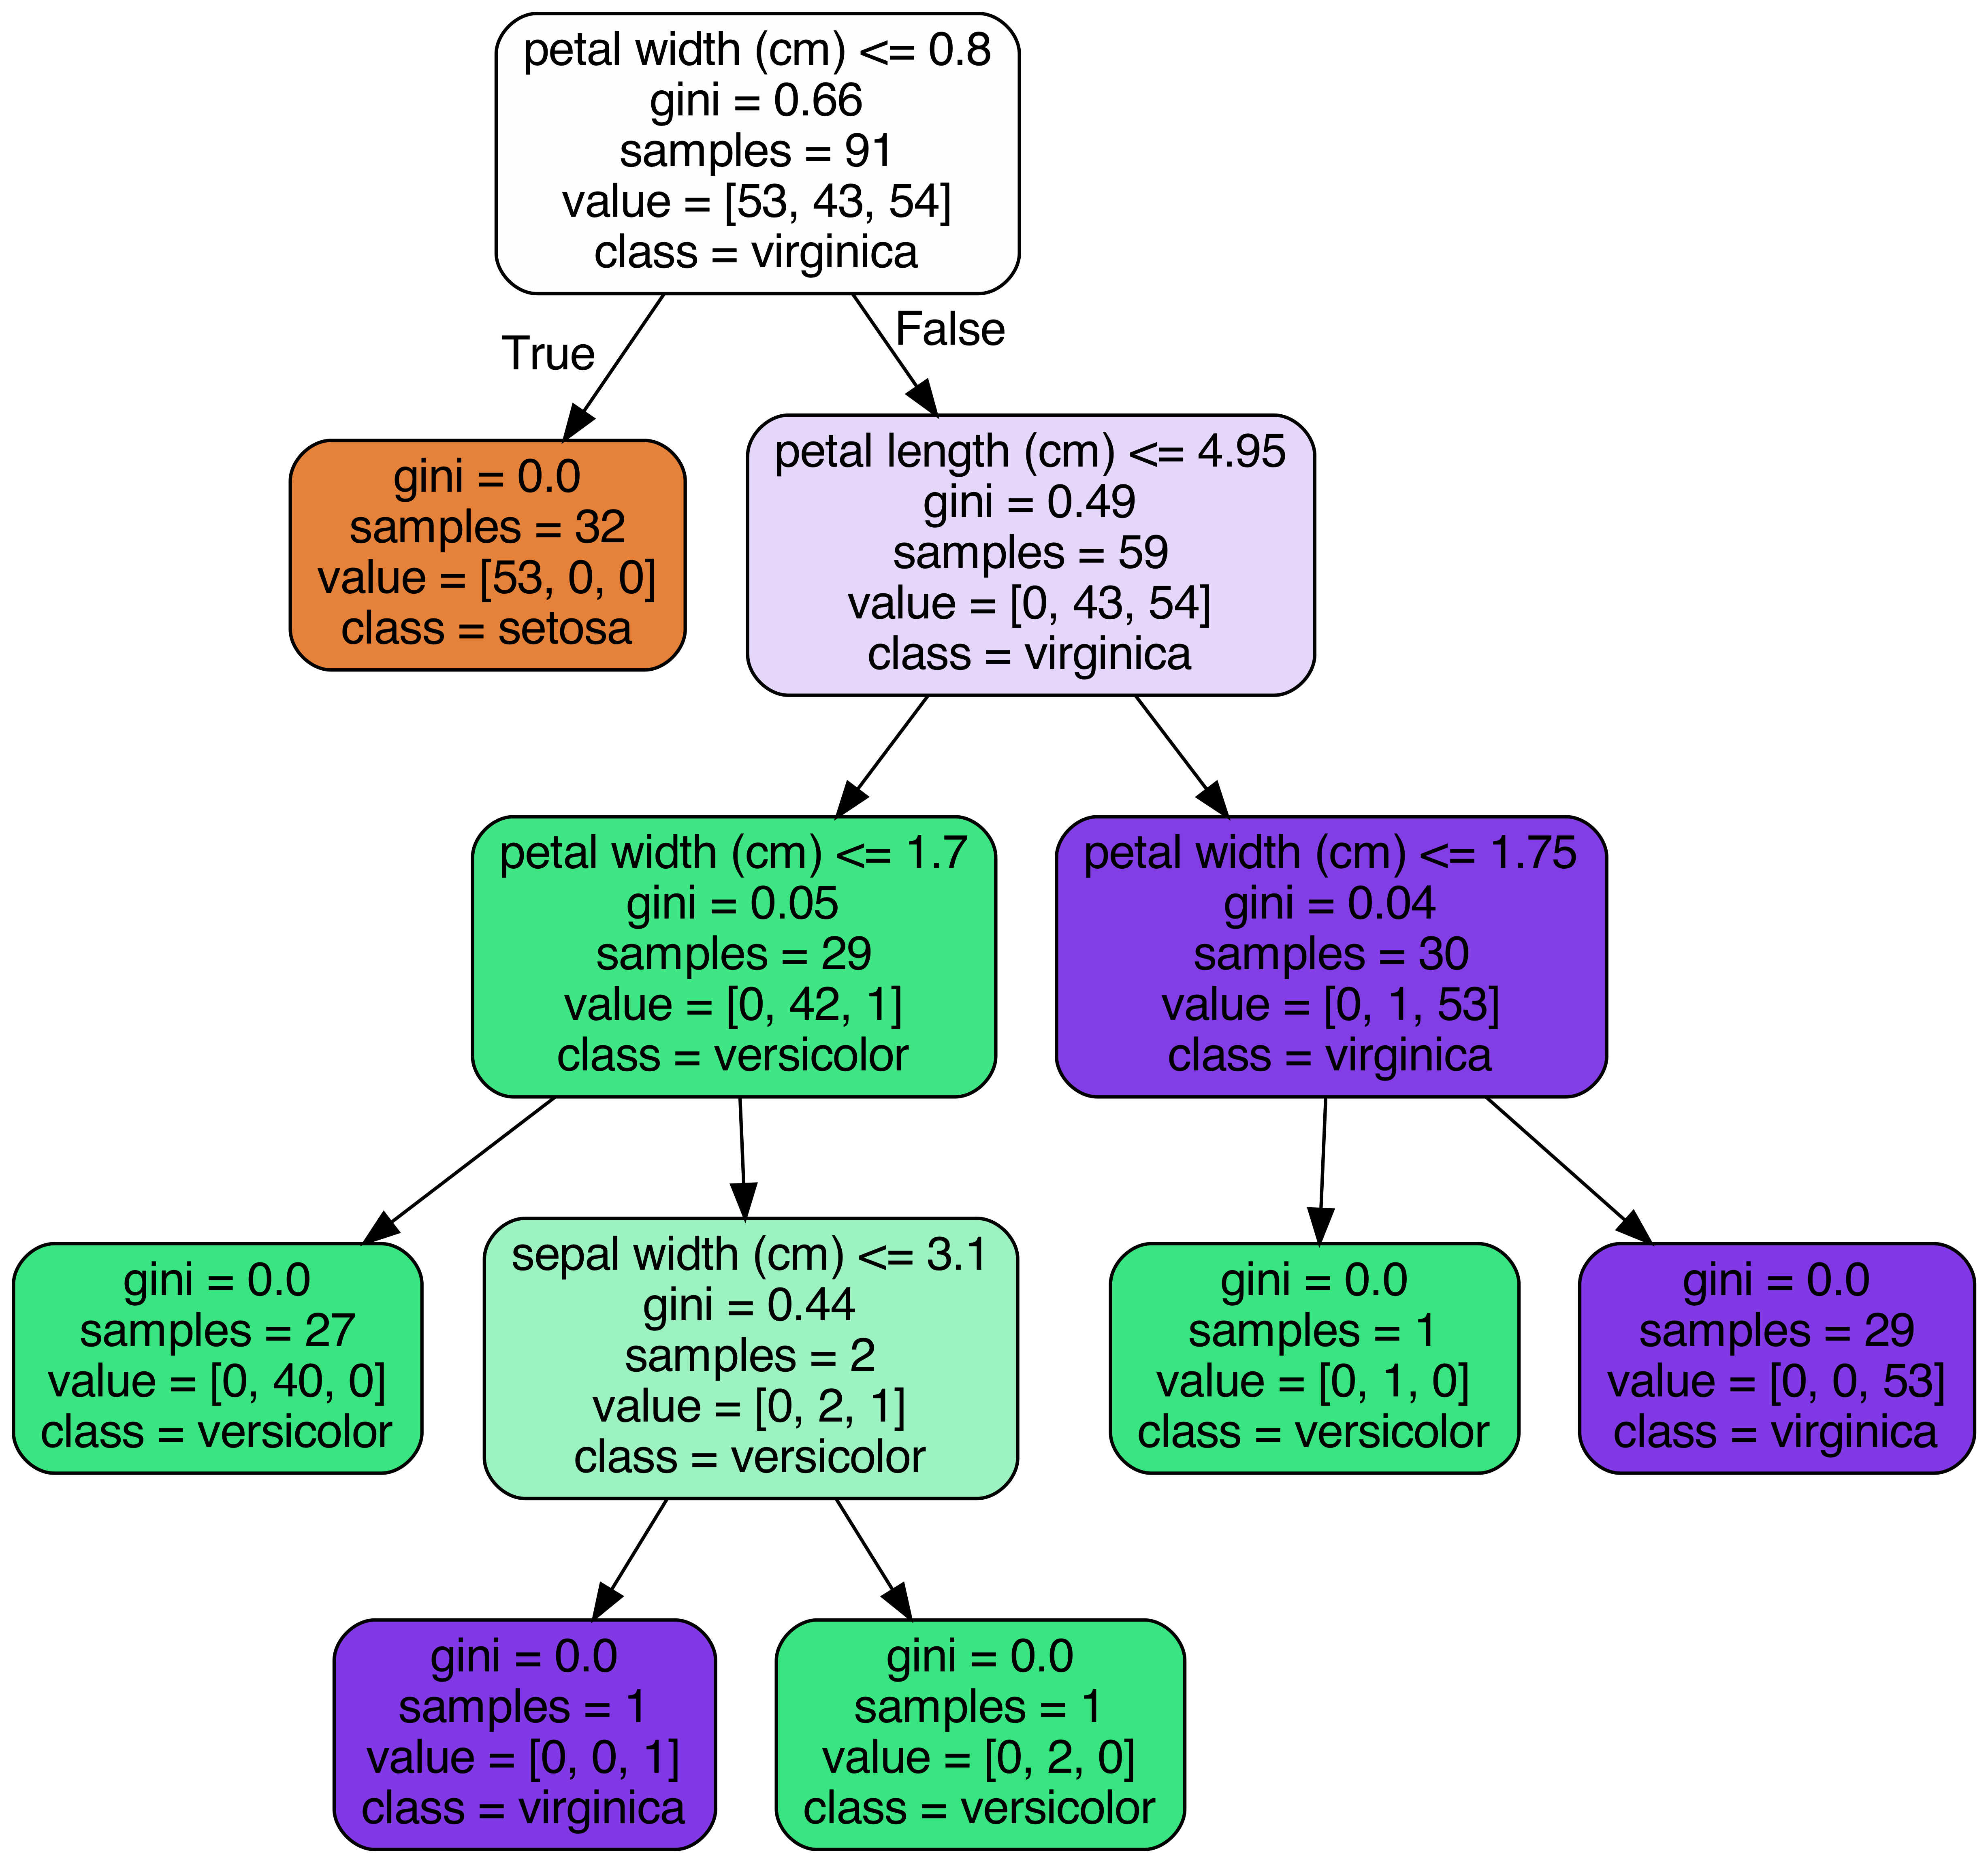 petal width (cm) <= 0.8
gini = 0.66
samples = 91
value = [53, 43, 54]
class = virginica
True
False
gini = 0.0
samples = 32
value = [53, 0, 0]
class = setosa
petal length (cm) <= 4.95
gini = 0.49
samples = 59
value = [0, 43, 54]
class = virginica
petal width (cm) <= 1.7
gini = 0.05
samples = 29
value = [0, 42, 1]
class = versicolor
petal width (cm) <= 1.75
gini = 0.04
samples = 30
value = [0, 1, 53]
class = virginica
gini = 0.0
samples = 27
value = [0, 40, 0]
class = versicolor
sepal width (cm) <= 3.1
gini = 0.44
samples = 2
value = [0, 2, 1]
class = versicolor
gini = 0.0
samples = 1
value = [0, 1, 0]
class = versicolor
gini = 0.0
samples = 29
value = [0, 0, 53]
class = virginica
gini = 0.0
samples = 1
value = [0, 0, 1]
class = virginica
gini = 0.0
samples = 1
value = [0, 2, 0]
class = versicolor